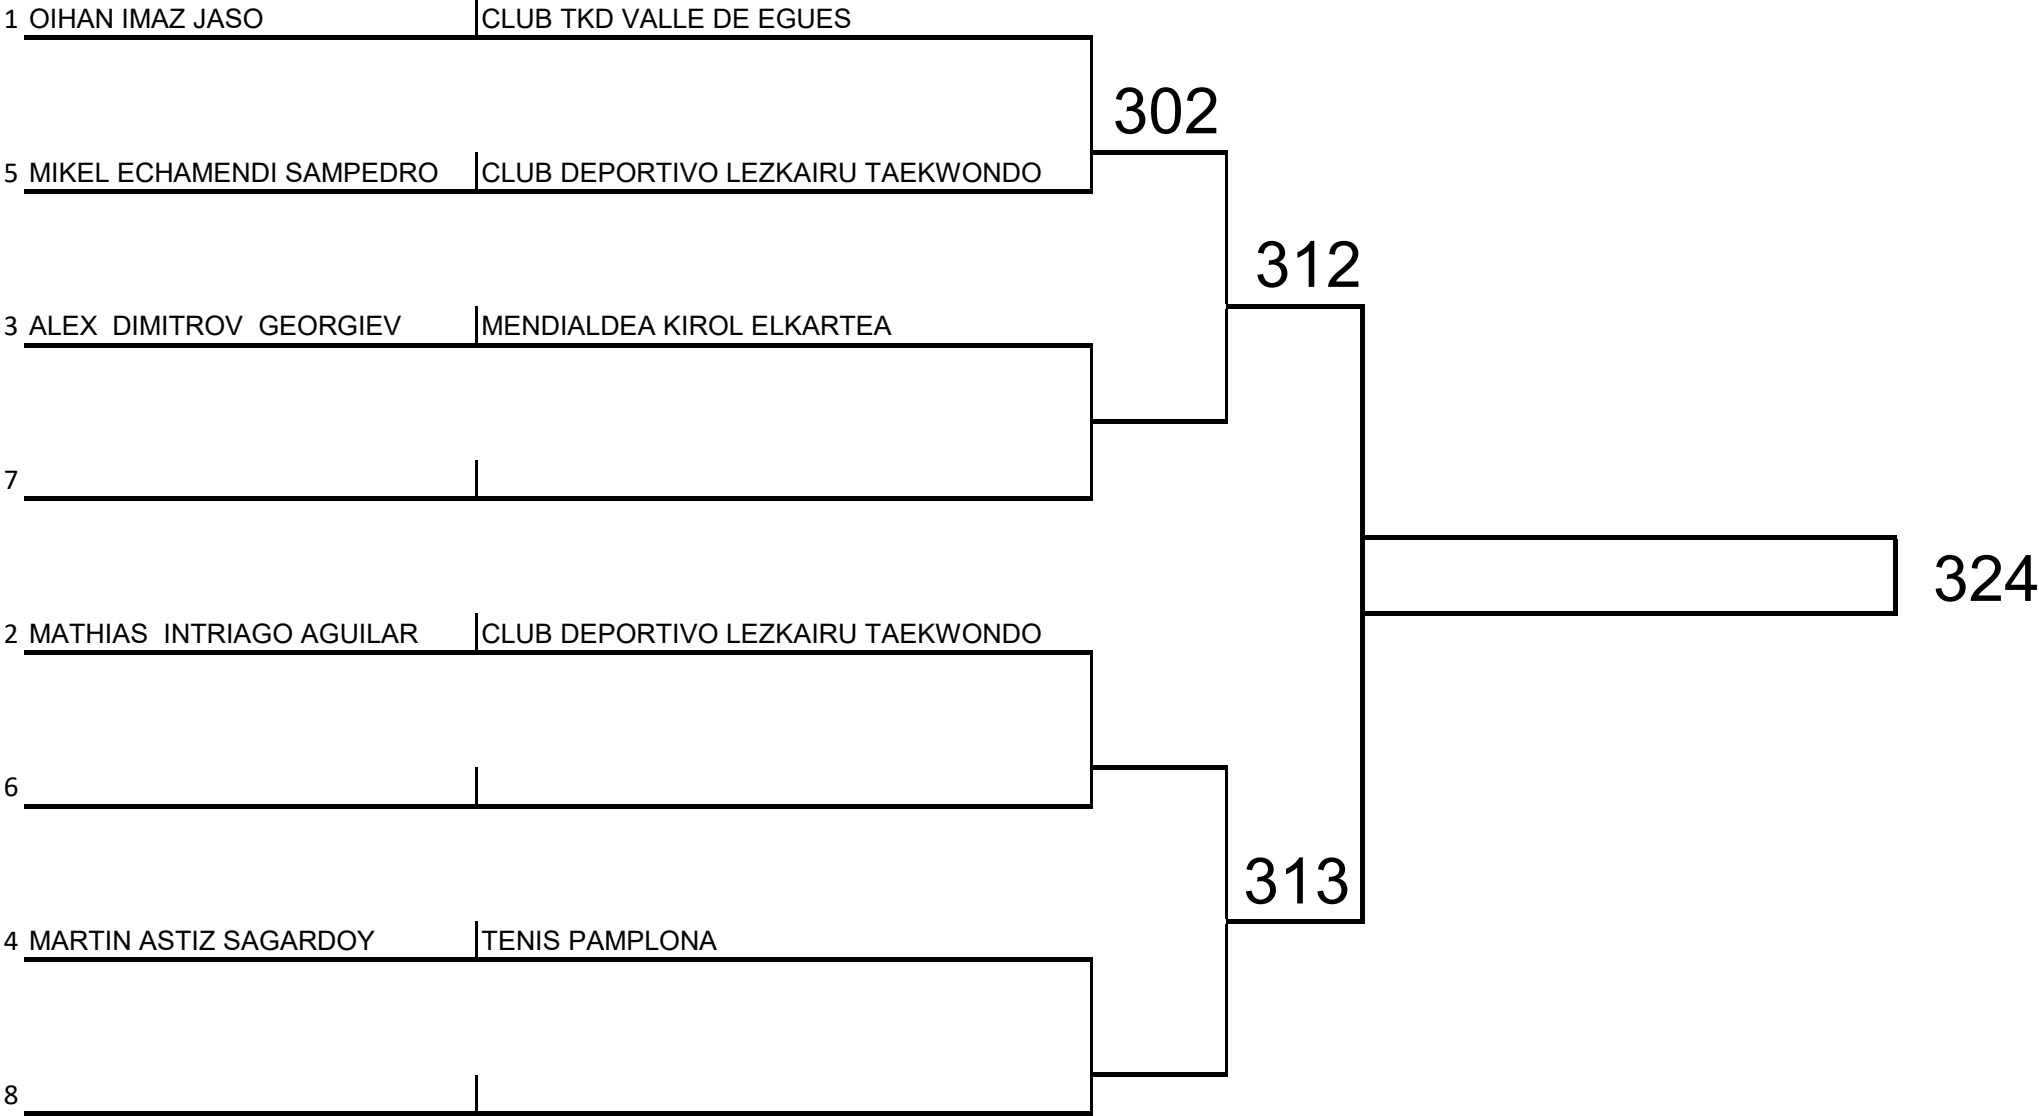 1 OIHAN IMAZ JASO CLUB TKD VALLE DE EGUES
302
5 MIKEL ECHAMENDI SAMPEDRO CLUB DEPORTIVO LEZKAIRU TAEKWONDO
312
3 ALEX DIMITROV GEORGIEV MENDIALDEA KIROL ELKARTEA
7
324
2 MATHIAS INTRIAGO AGUILAR CLUB DEPORTIVO LEZKAIRU TAEKWONDO
6
313
4 MARTIN ASTIZ SAGARDOY TENIS PAMPLONA
8